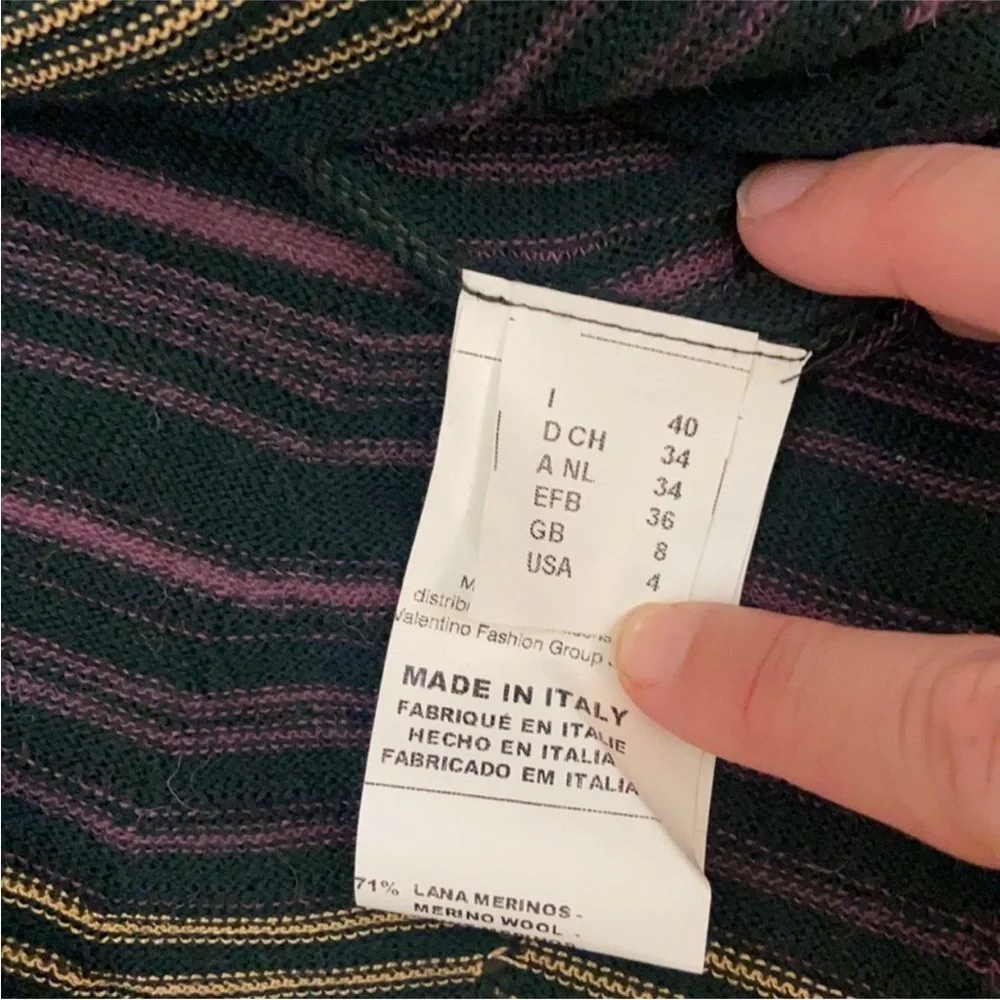 I 40
D CH 34
A NL 34
EFB 36
GB 8
USA 4
M
distribu
Valentino Fashion Group
MADE IN ITALY
FABRIQUÉ EN ITALIE
HECHO EN ITALIA
FABRICADO EM ITALIA
71% LANA MERINOS -
MERINO WOOL -